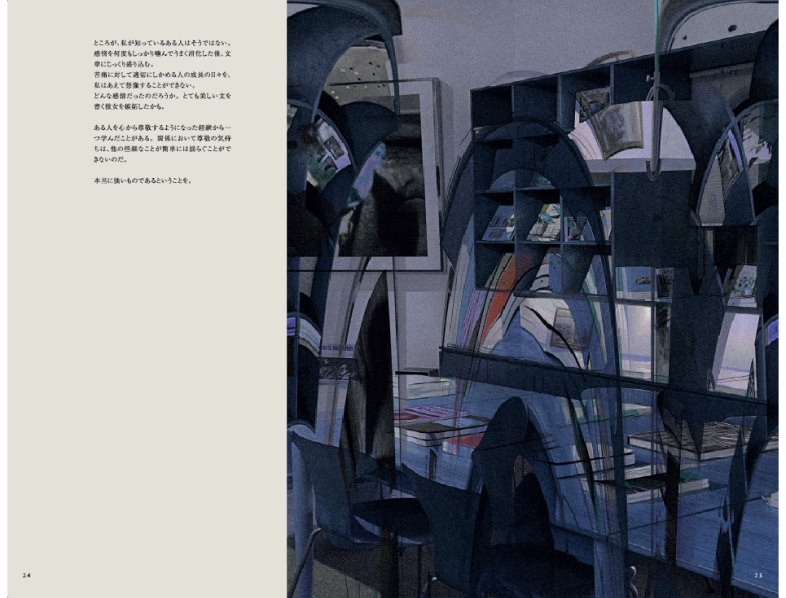 ところが、私が知っているある人はそうではない。
感情を何度もしっかり噛んでうまく消化した後、文
章にじっくり盛り込む。
苦痛に対して適切にしかめる人の成長の日々を、
私はあえて想像することができない。
どんな感情だったのだろうか。とても美しい文を
書く彼女を嫉妬したかも。
ある人を心から尊敬するようになった経験から一
つ学んだことがある。関係において尊敬の気持
ちは、他の些細なことが簡単には揺らぐことがで
きないのだ。
本当に強いものであるということを。
24
25